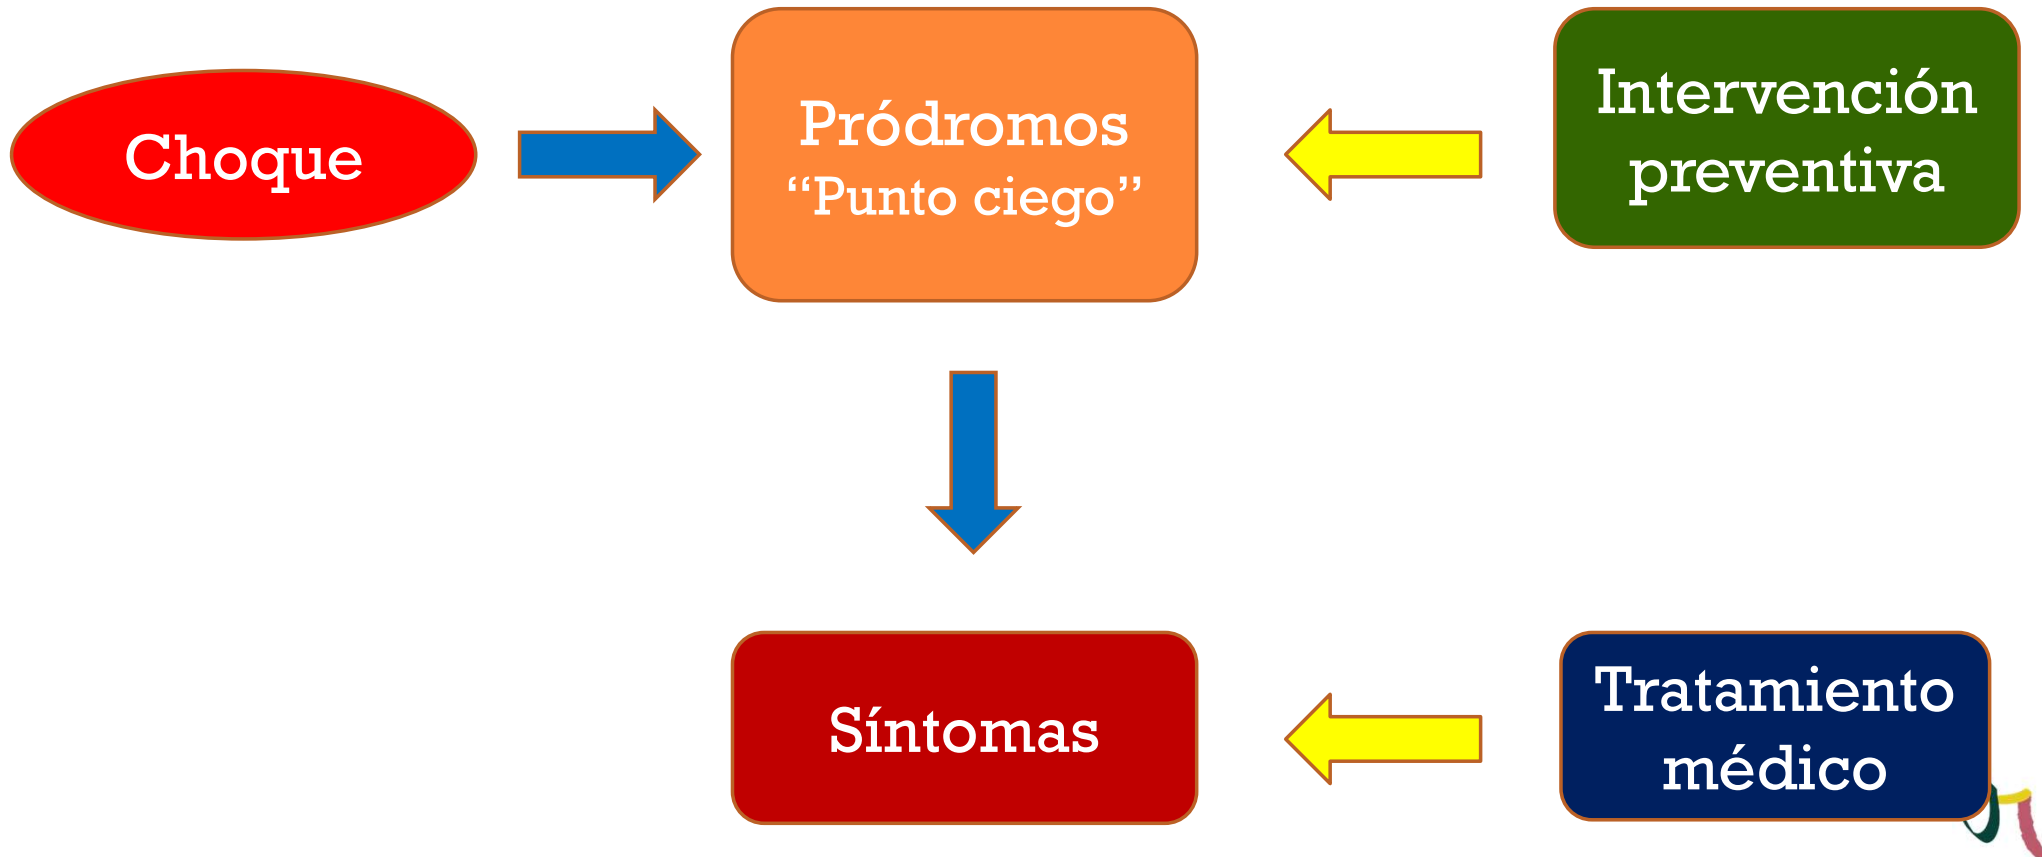 Choque
Pródromos
“Punto ciego”
Intervención
preventiva
Síntomas
Tratamiento
médico